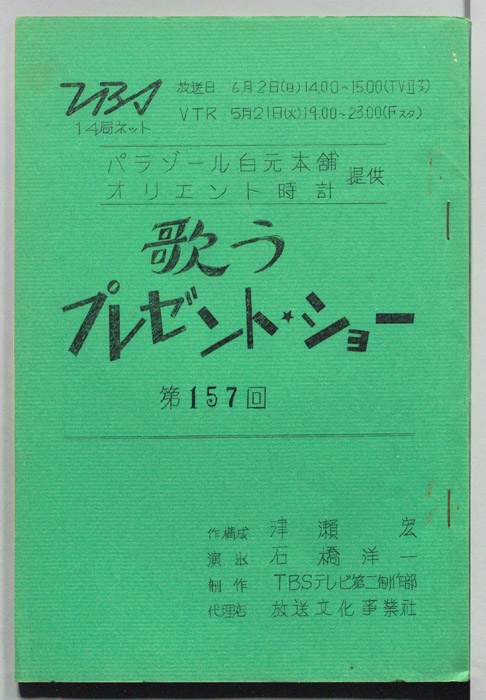 TBS
14局ネット
放送日 6月2日(日)14.00~15.00(TVⅡス)
VTR 5月21日(火)19.00~23.00(Fスタ)
パラゾール白元本舗
オリエント時計
提供
歌う
プレゼント★ショー
第157回
作・構成 津瀬 宏
演出 石橋洋一
制作 TBSテレビ第二制作部
代理店 放送文化事業社